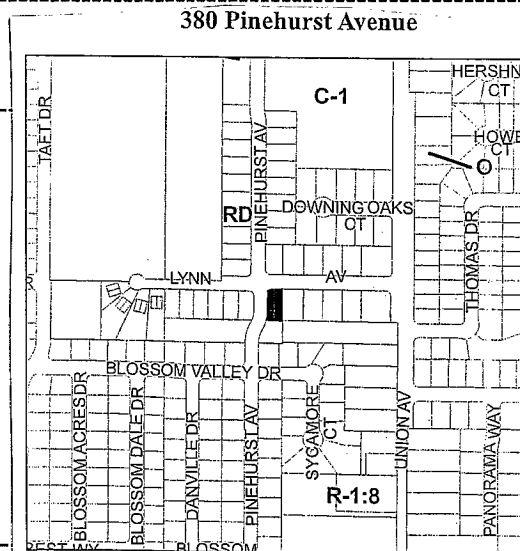 380 Pinehurst Avenue
HERSHN
CT
C-1
TAFT DR
HOWE
CT
O
PINEHURST AV
RD
DOWNING OAKS
CT
THOMAS DR
LYNN
AV
BLOSSOM VALLEY DR
BLOSSOM ACRES DR
BLOSSOM DALE DR
DANVILLE DR
PINEHURST AV
SYCAMORE
CT
UNION AV
PANORAMA WAY
R-1:8
BLOSSOM